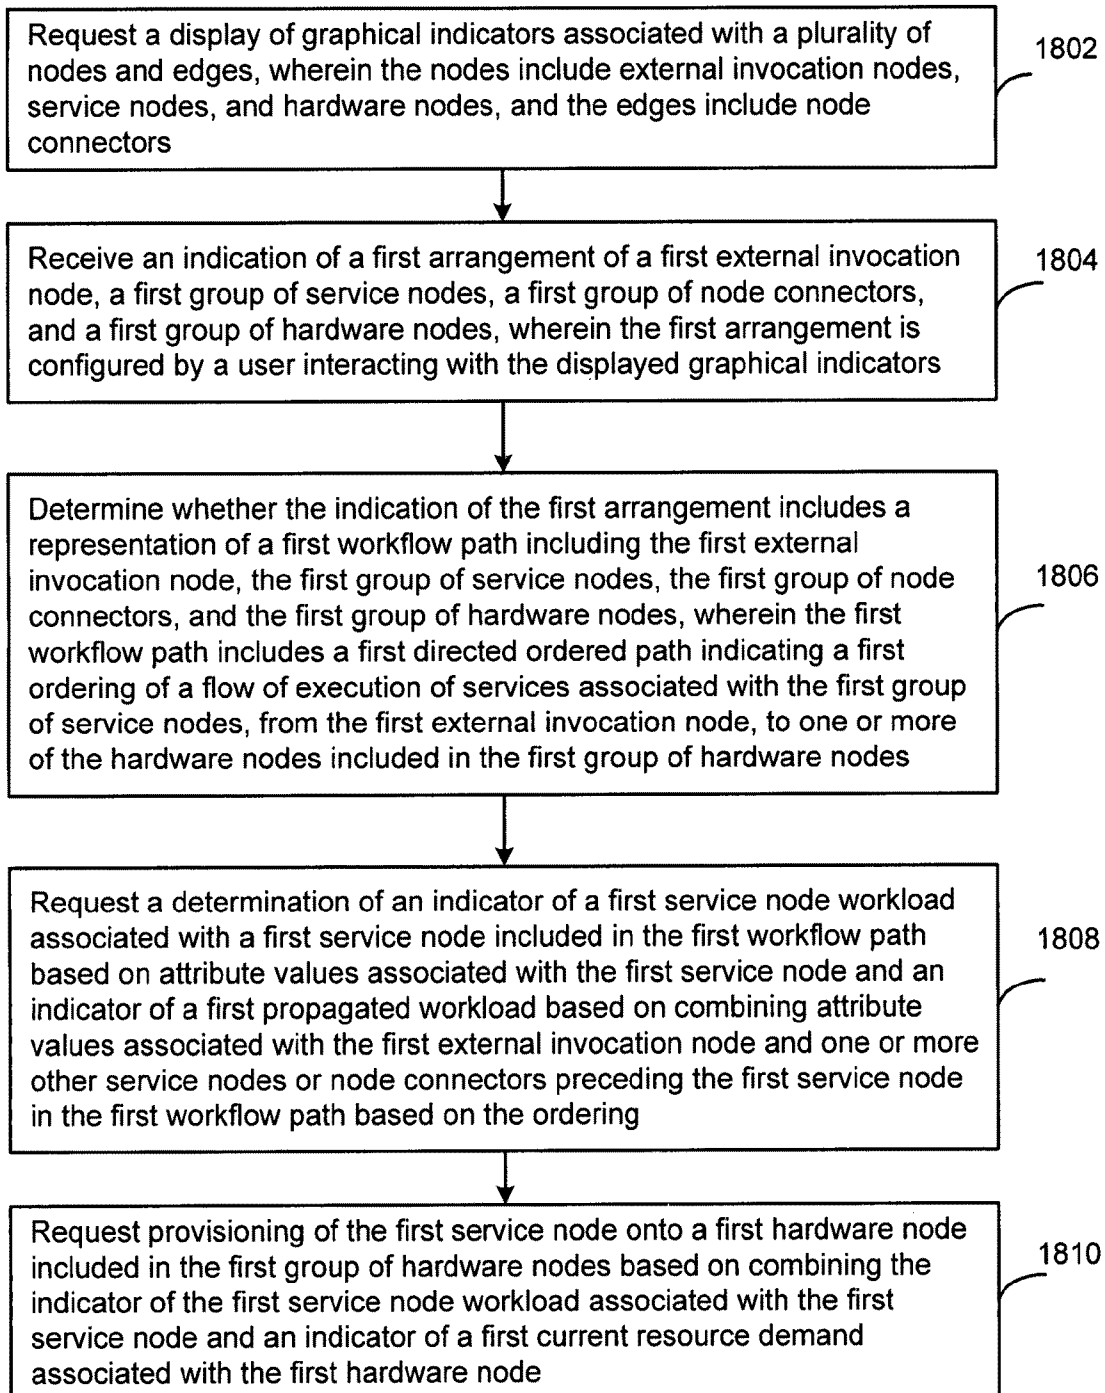 Request a display of graphical indicators associated with a plurality of
nodes and edges, wherein the nodes include external invocation nodes,
service nodes, and hardware nodes, and the edges include node
connectors
1802
Receive an indication of a first arrangement of a first external invocation
node, a first group of service nodes, a first group of node connectors,
and a first group of hardware nodes, wherein the first arrangement is
configured by a user interacting with the displayed graphical indicators
1804
Determine whether the indication of the first arrangement includes a
representation of a first workflow path including the first external
invocation node, the first group of service nodes, the first group of node
connectors, and the first group of hardware nodes, wherein the first
workflow path includes a first directed ordered path indicating a first
ordering of a flow of execution of services associated with the first group
of service nodes, from the first external invocation node, to one or more
of the hardware nodes included in the first group of hardware nodes
1806
Request a determination of an indicator of a first service node workload
associated with a first service node included in the first workflow path
based on attribute values associated with the first service node and an
indicator of a first propagated workload based on combining attribute
values associated with the first external invocation node and one or more
other service nodes or node connectors preceding the first service node
in the first workflow path based on the ordering
1808
Request provisioning of the first service node onto a first hardware node
included in the first group of hardware nodes based on combining the
indicator of the first service node workload associated with the first
service node and an indicator of a first current resource demand
associated with the first hardware node
1810